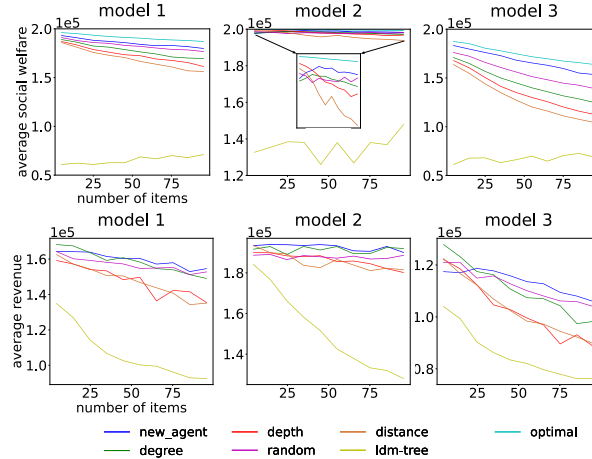 model 1 model 2 model 3
1e5 1e5 1e5
average social welfare
2.0 1.5 1.0 0.5
2.0 1.8 1.6 1.4 1.2
2.0 1.5 1.0 0.5
25 50 75 25 50 75 25 50 75
number of items
model 1 model 2 model 3
1e5 1e5 1e5
average revenue
1.6 1.4 1.2 1.0
1.8 1.6 1.4
1.2 1.0 0.8
25 50 75 25 50 75 25 50 75
number of items
new_agent depth distance optimal
degree random ldm-tree